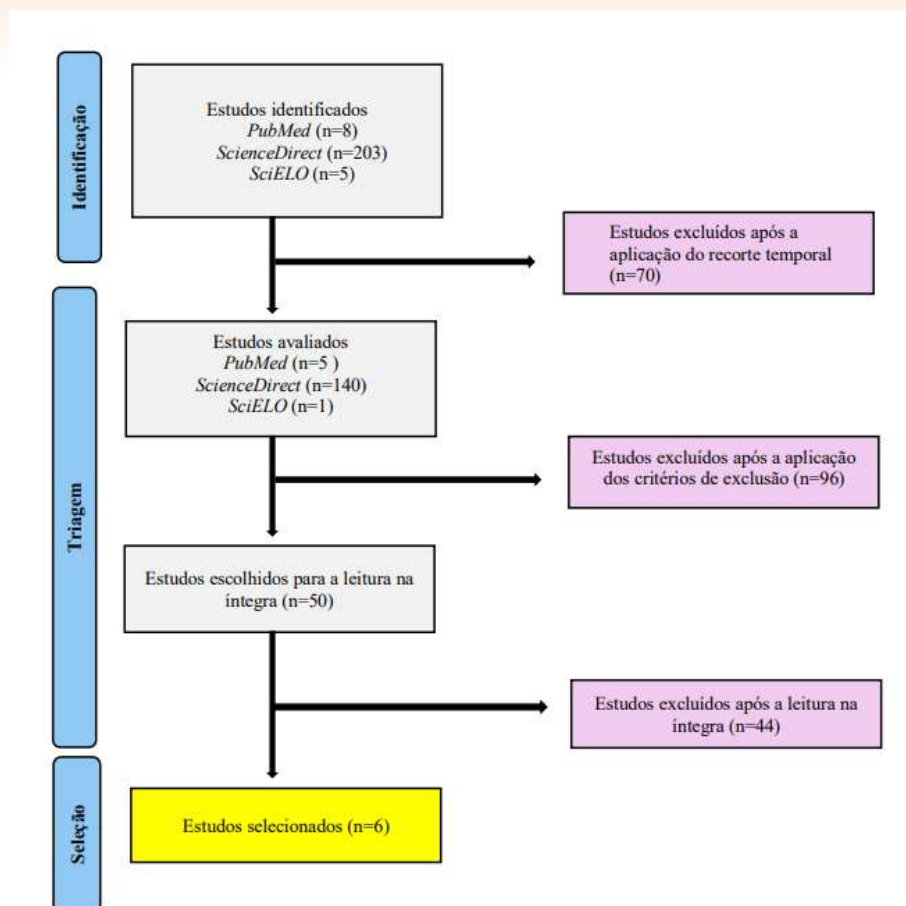 Identificação
Estudos identificados
PubMed (n=8)
ScienceDirect (n=203)
SciELO (n=5)
Estudos excluídos após a
aplicação do recorte temporal
(n=70)
Triagem
Estudos avaliados
PubMed (n=5 )
ScienceDirect (n=140)
SciELO (n=1)
Estudos excluídos após a aplicação
dos critérios de exclusão (n=96)
Estudos escolhidos para a leitura na
íntegra (n=50)
Estudos excluídos após a leitura na
íntegra (n=44)
Seleção
Estudos selecionados (n=6)